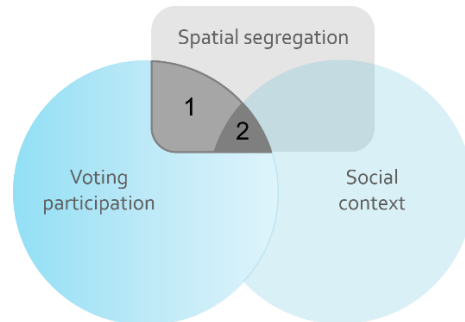 Spatial segregation
1
2
Voting
participation
Social
context